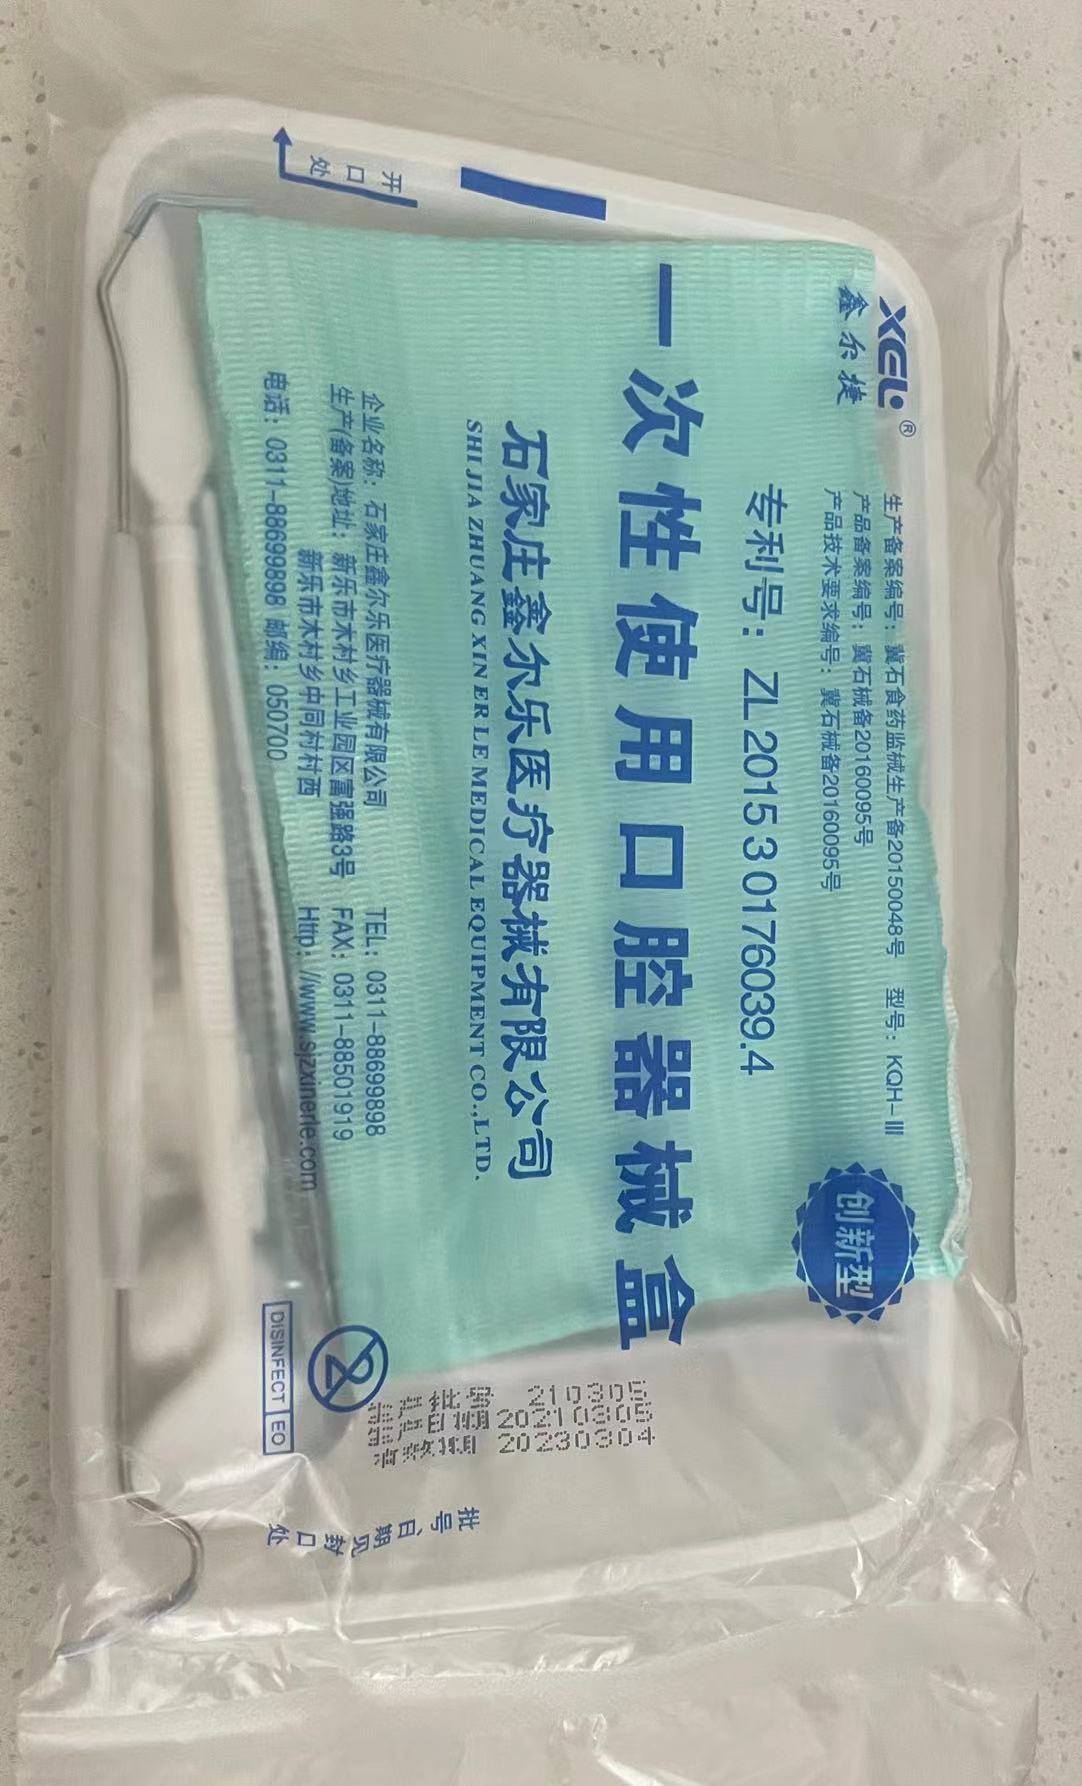 XEL®
鑫尔捷
生产备案编号：冀石食药监械生产备20150048号 型号：KQH-Ⅲ
产品备案编号：冀石械备20160095号
产品技术要求编号：冀石械备20160095号
创新型
专利号：ZL 2015 3 0176039.4
一次性使用口腔器械盒
石家庄鑫尔乐医疗器械有限公司
SHI JIA ZHUANG XIN ER LE MEDICAL EQUIPMENT CO.,LTD.
企业名称：石家庄鑫尔乐医疗器械有限公司 TEL：0311-88699898
生产(备案)地址：新乐市木村乡工业园区富强路3号 FAX：0311-88501919
新乐市木村乡中同村村西 Http：//www.sjzxinerle.com
电话：0311-88699898 邮编：050700
开口处
2
DISINFECT EO
生产批号 210305
生产日期 20210305
有效期 20230304
批号、日期见封口处